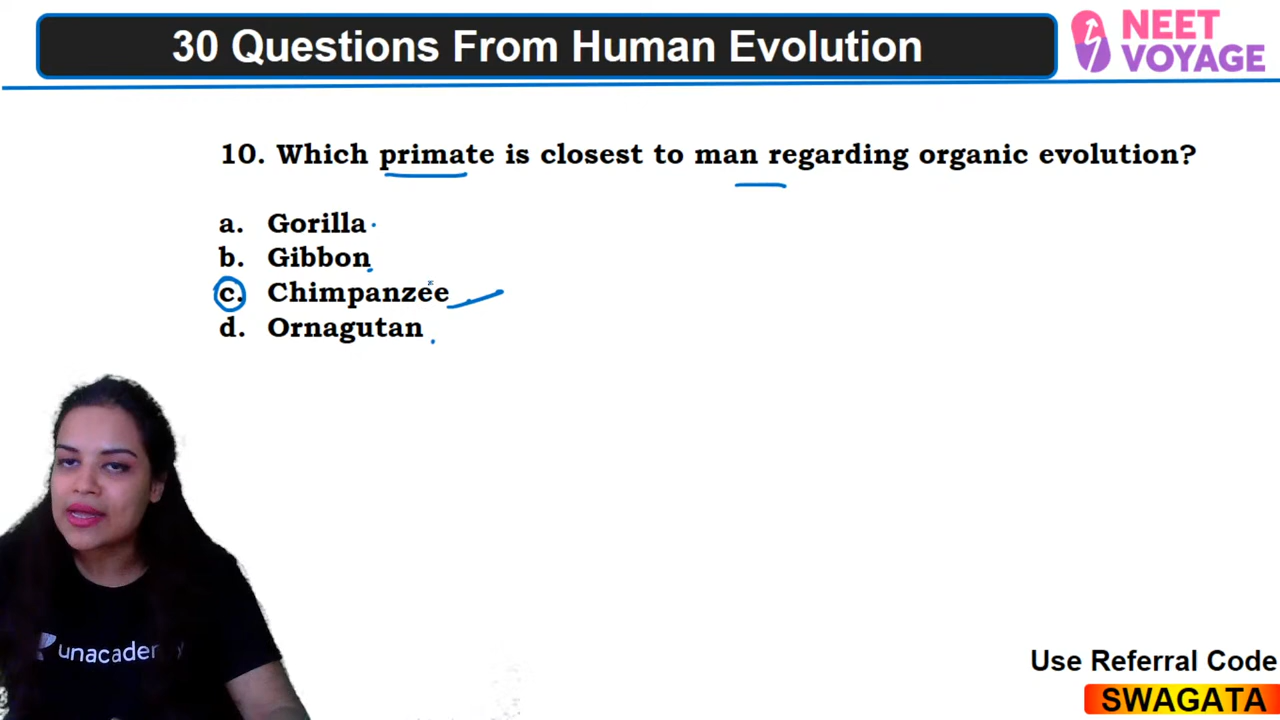 30 Questions From Human Evolution
NEET
VOYAGE
10. Which primate is closest to man regarding organic evolution?
a. Gorilla
b. Gibbon
c. Chimpanzee
d. Ornagutan
unacademy
Use Referral Code
SWAGATA